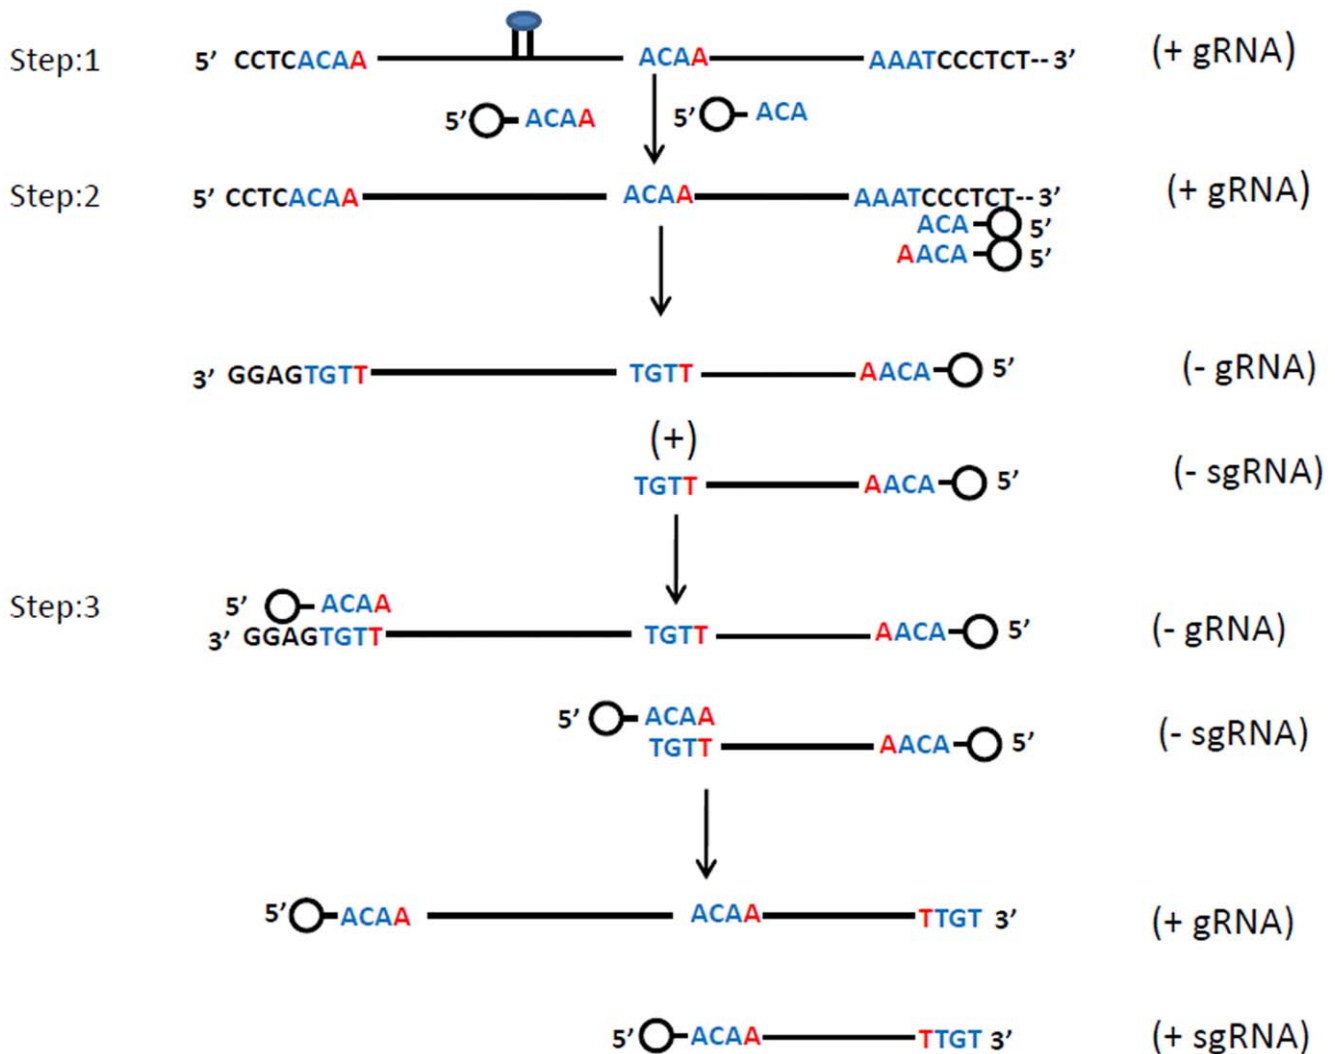 Step:1 5' CCTCACAA ACAA AAATCCCTCT--3' (+ gRNA)
5' ACAA 5' ACA
Step:2 5' CCTCACAA ACAA AAATCCCTCT--3' (+ gRNA)
ACA 5'
AACA 5'
3' GGAGTGTT TGTT AACA 5' (- gRNA)
(+)
TGTT AACA 5' (- sgRNA)
Step:3 5' ACAA
3' GGAGTGTT TGTT AACA 5' (- gRNA)
5' ACAA
TGTT AACA 5' (- sgRNA)
5' ACAA ACAA TTGT 3' (+ gRNA)
5' ACAA TTGT 3' (+ sgRNA)